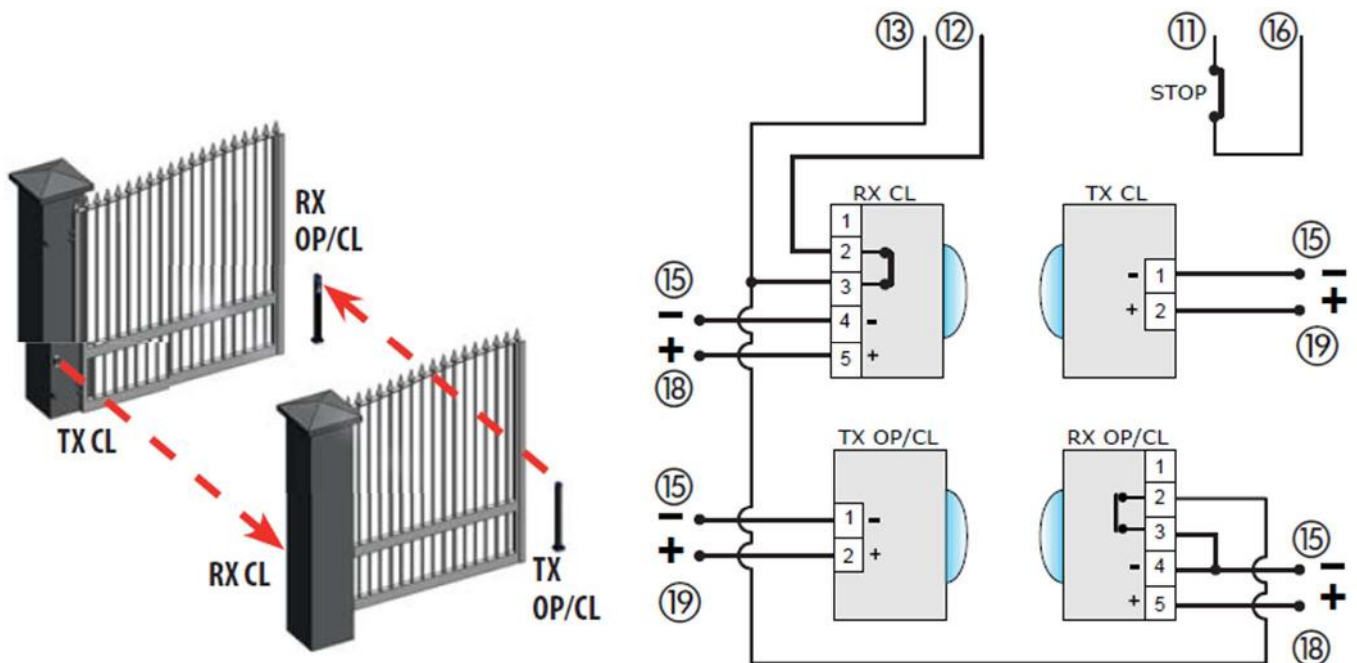 RX
OP/CL
TX CL
RX CL
TX
OP/CL
⑬ ⑫
⑪ ⑯
STOP
RX CL
1
2
3
⑮
- 4 -
+ 5 +
⑱
TX CL
⑮
- 1 -
+ 2 +
⑲
TX OP/CL
⑮
- 1 -
+ 2 +
⑲
RX OP/CL
1
2
3
⑮
- 4 -
+ 5 +
⑱